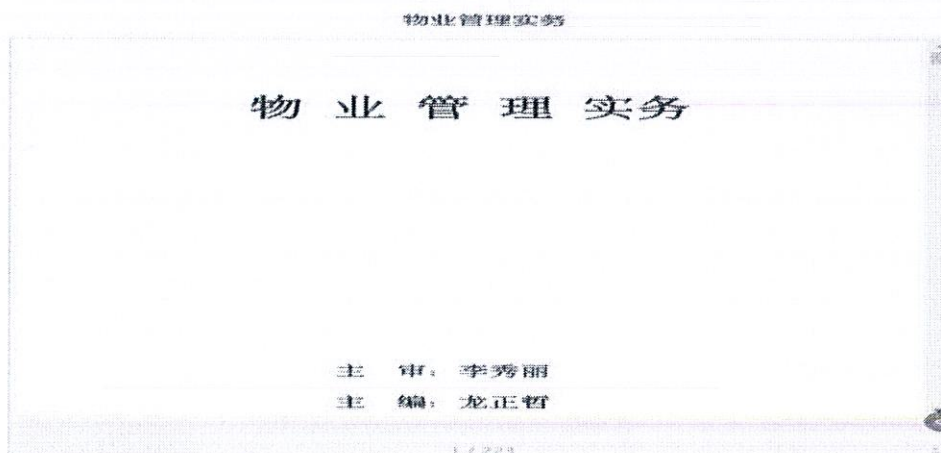 物业管理实务
物 业 管 理 实务
主 审：李秀丽
主 编：龙正哲